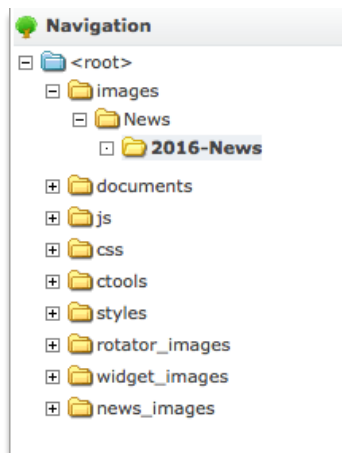 Navigation
<root>
images
News
2016-News
documents
js
css
ctools
styles
rotator_images
widget_images
news_images